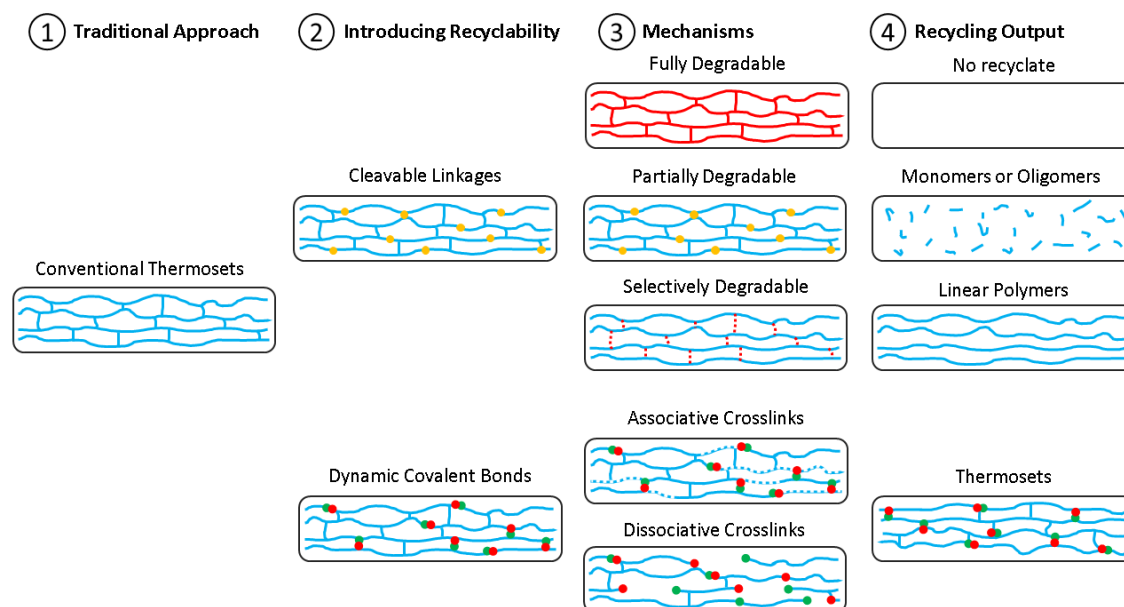 1 Traditional Approach
2 Introducing Recyclability
3 Mechanisms
4 Recycling Output
Fully Degradable
No recyclate
Cleavable Linkages
Partially Degradable
Monomers or Oligomers
Conventional Thermosets
Selectively Degradable
Linear Polymers
Associative Crosslinks
Dynamic Covalent Bonds
Thermosets
Dissociative Crosslinks